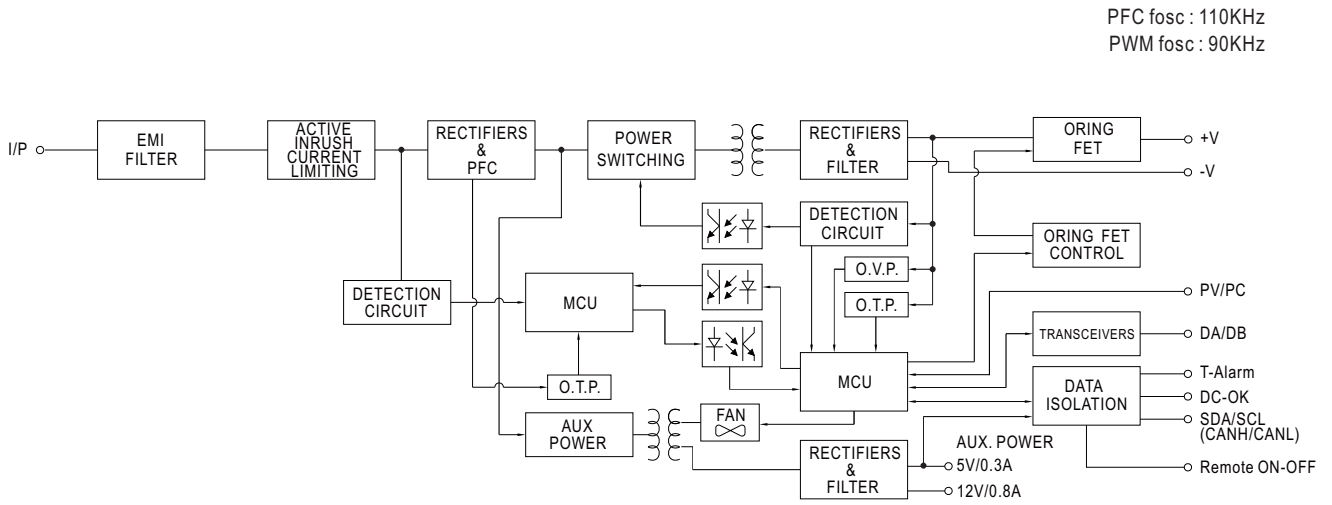 PFC fosc : 110KHz
PWM fosc : 90KHz
I/P
EMI
FILTER
ACTIVE
INRUSH
CURRENT
LIMITING
RECTIFIERS
&
PFC
POWER
SWITCHING
RECTIFIERS
&
FILTER
ORING
FET
+V
-V
DETECTION
CIRCUIT
ORING FET
CONTROL
O.V.P.
O.T.P.
DETECTION
CIRCUIT
MCU
PV/PC
TRANSCEIVERS
DA/DB
MCU
O.T.P.
DATA
ISOLATION
T-Alarm
DC-OK
SDA/SCL
(CANH/CANL)
Remote ON-OFF
AUX
POWER
FAN
RECTIFIERS
&
FILTER
AUX. POWER
5V/0.3A
12V/0.8A